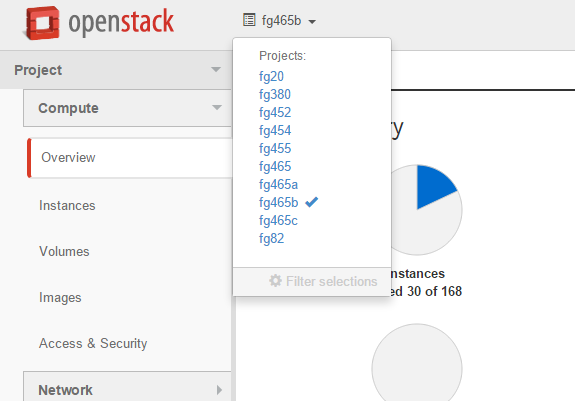 openstack
fg465b
Project
Compute
Overview
Instances
Volumes
Images
Access & Security
Network
Projects:
fg20
fg380
fg452
fg454
fg455
fg465
fg465a
fg465b
fg465c
fg82
Filter selections
ry
nstances
ed 30 of 168